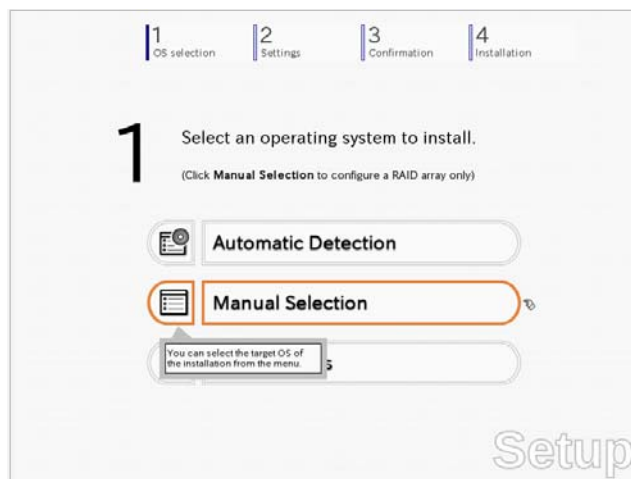 1
OS selection
2
Settings
3
Confirmation
4
Installation
1
Select an operating system to install.
(Click Manual Selection to configure a RAID array only)
Automatic Detection
Manual Selection
You can select the target OS of
the installation from the menu.
Setup